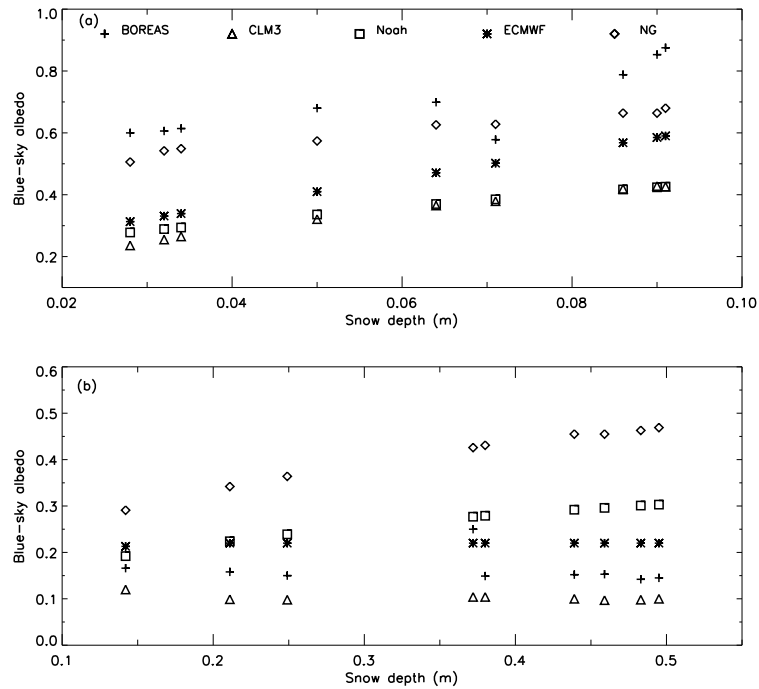 1.0
(a)
BOREAS CLM3 Noah ECMWF NG
0.8
0.6
0.4
0.2
Blue-sky albedo
0.02 0.04 0.06 0.08 0.10
Snow depth (m)
0.6
(b)
0.5
0.4
0.3
0.2
0.1
0.0
Blue-sky albedo
0.1 0.2 0.3 0.4 0.5
Snow depth (m)